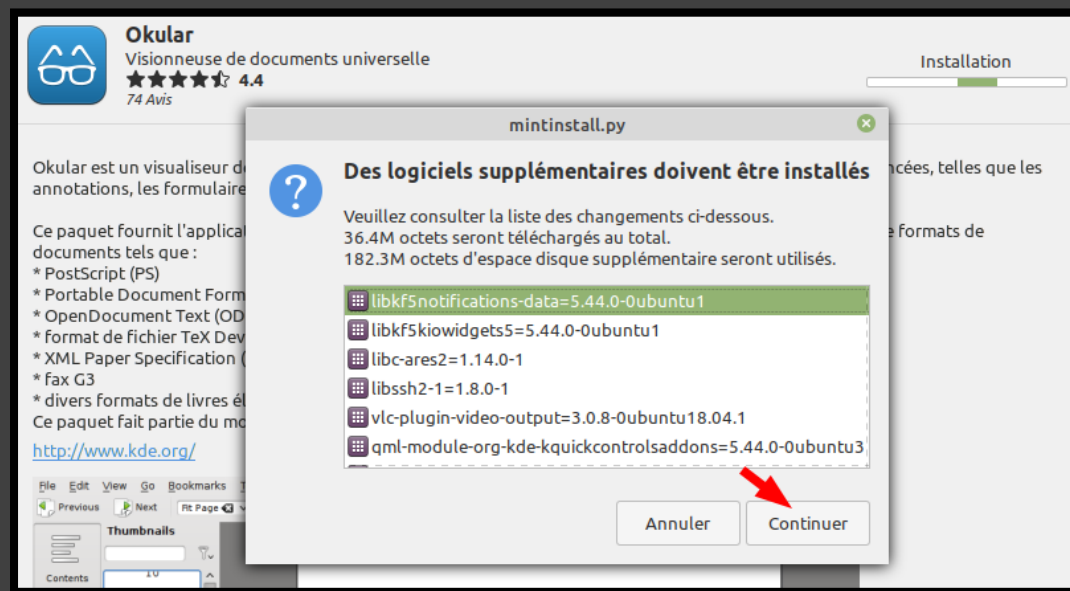 Okular
Visionneuse de documents universelle
4.4
74 Avis
Installation
mintinstall.py
Des logiciels supplémentaires doivent être installés
Veuillez consulter la liste des changements ci-dessous.
36.4M octets seront téléchargés au total.
182.3M octets d'espace disque supplémentaire seront utilisés.
libkf5notifications-data=5.44.0-0ubuntu1
libkf5kiowidgets5=5.44.0-0ubuntu1
libc-ares2=1.14.0-1
libssh2-1=1.8.0-1
vlc-plugin-video-output=3.0.8-0ubuntu18.04.1
qml-module-org-kde-kquickcontrolsaddons=5.44.0-0ubuntu3
Annuler Continuer
Okular est un visualiseur telles que les
annotations, les formulaire
Ce paquet fournit formats de
documents tels que :
* PostScript (PS)
* Portable Document Form
* OpenDocument Text (OD
* format de fichier TeX Dev
* XML Paper Specification (
* fax G3
* divers formats de livres
Ce paquet fait partie du
http://www.kde.org/
File Edit View Go Bookmarks
Previous Next Fit Page
Thumbnails
Contents
10